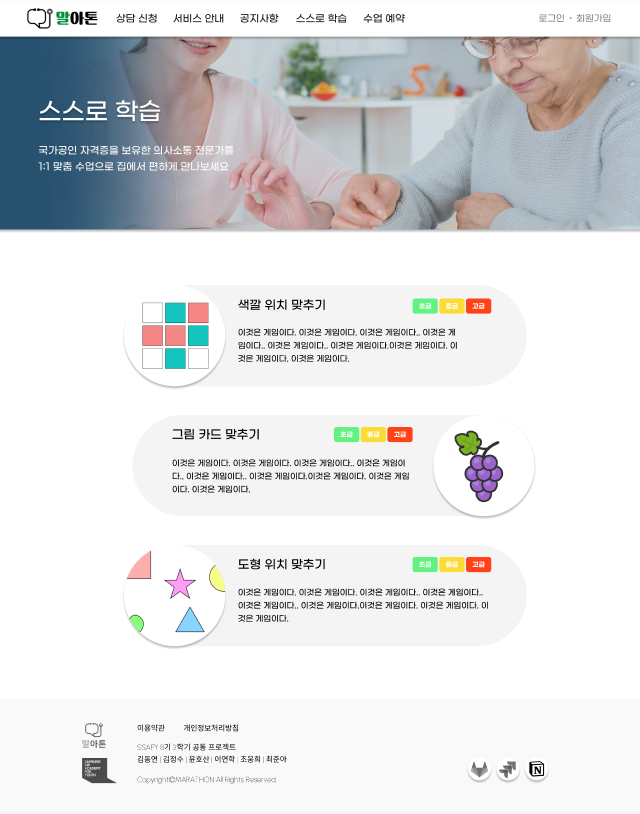 말아톤
상담 신청 서비스 안내 공지사항 스스로 학습 수업 예약
로그인 • 회원가입
스스로 학습
국가공인 자격증을 보유한 의사소통 전문가를
1:1 맞춤 수업으로 집에서 편하게 만나보세요
색깔 위치 맞추기
초급 중급 고급
이것은 게임이다. 이것은 게임이다. 이것은 게임이다.. 이것은 게
임이다.. 이것은 게임이다.. 이것은 게임이다.이것은 게임이다. 이
것은 게임이다. 이것은 게임이다.
그림 카드 맞추기
초급 중급 고급
이것은 게임이다. 이것은 게임이다. 이것은 게임이다.. 이것은 게임이
다.. 이것은 게임이다.. 이것은 게임이다.이것은 게임이다. 이것은 게임
이다. 이것은 게임이다.
도형 위치 맞추기
초급 중급 고급
이것은 게임이다. 이것은 게임이다. 이것은 게임이다.. 이것은 게임이다..
이것은 게임이다.. 이것은 게임이다.이것은 게임이다. 이것은 게임이다. 이
것은 게임이다.
말아톤
SAMSUNG
SW
ACADEMY
FOR
YOUTH
이용약관 개인정보처리방침
SSAFY 8기 2학기 공통 프로젝트
김동연 | 김정수 | 윤호산 | 이연학 | 조웅희 | 최준아
Copyright©MARATHON All Rights Reserved.
N